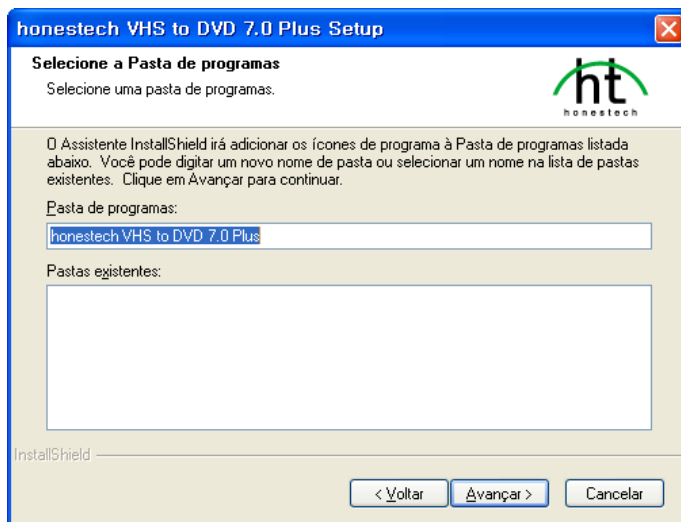 honestech VHS to DVD 7.0 Plus Setup
Selecione a Pasta de programas
Selecione uma pasta de programas.
ht
honestech
O Assistente InstallShield irá adicionar os ícones de programa à Pasta de programas listada
abaixo. Você pode digitar um novo nome de pasta ou selecionar um nome na lista de pastas
existentes. Clique em Avançar para continuar.
Pasta de programas:
honestech VHS to DVD 7.0 Plus
Pastas existentes:
InstallShield
< Voltar
Avançar >
Cancelar